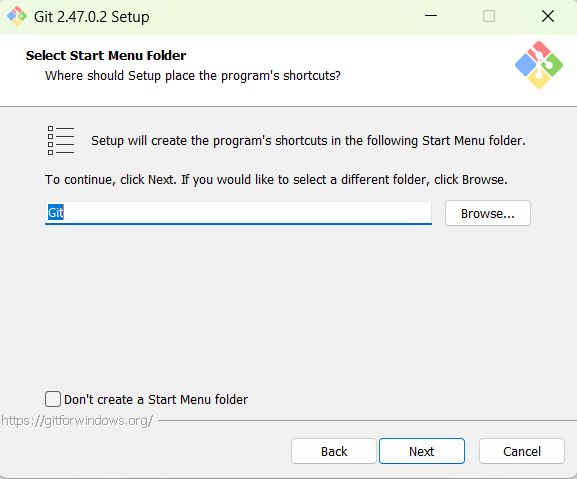 Git 2.47.0.2 Setup
Select Start Menu Folder
Where should Setup place the program's shortcuts?
Setup will create the program's shortcuts in the following Start Menu folder.
To continue, click Next. If you would like to select a different folder, click Browse.
Git
Browse...
Don't create a Start Menu folder
https://gitforwindows.org/
Back
Next
Cancel